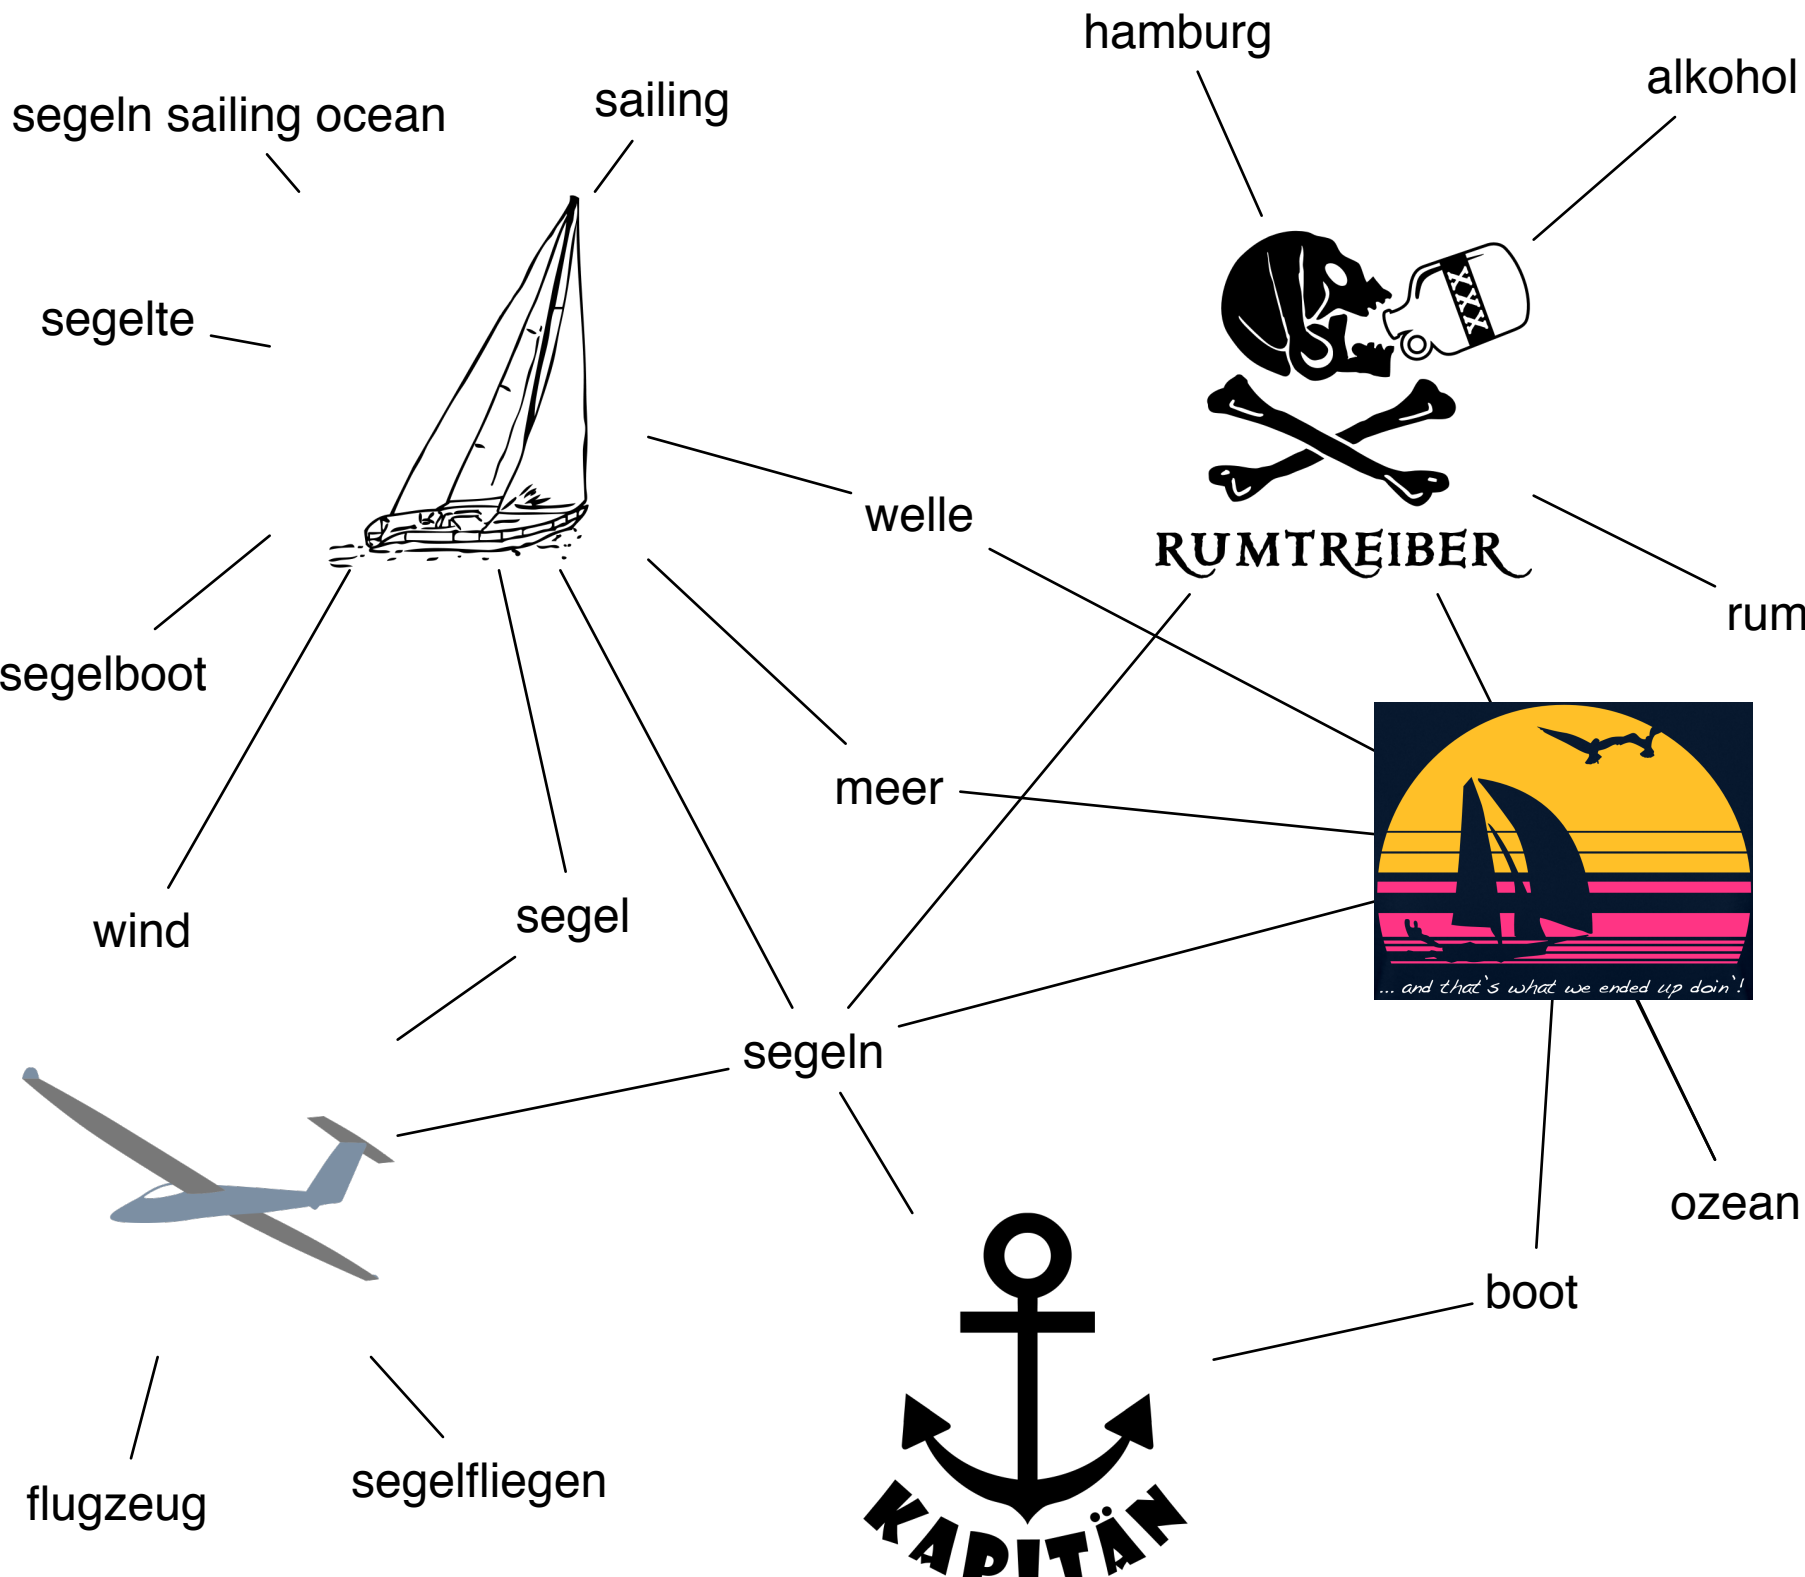 hamburg
alkohol
segeln sailing ocean
sailing
segelte
welle
RUMTREIBER
rum
segelboot
meer
wind
segel
... and that's what we ended up doin'!
segeln
ozean
boot
flugzeug
segelfliegen
KAPITÄN